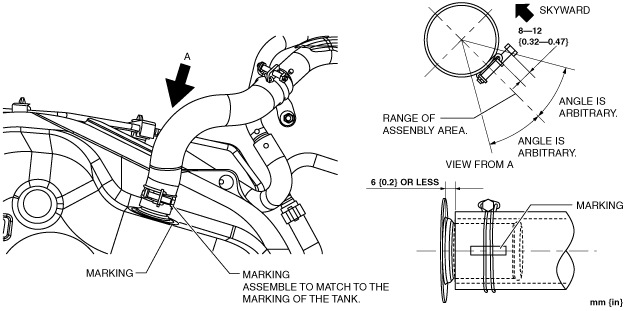 A
MARKING
MARKING
ASSEMBLE TO MATCH TO THE
MARKING OF THE TANK.
SKYWARD
8—12
{0.32—0.47}
RANGE OF
ASSENBLY AREA.
ANGLE IS
ARBITRARY.
ANGLE IS
ARBITRARY.
VIEW FROM A
6 {0.2} OR LESS
MARKING
mm {in}